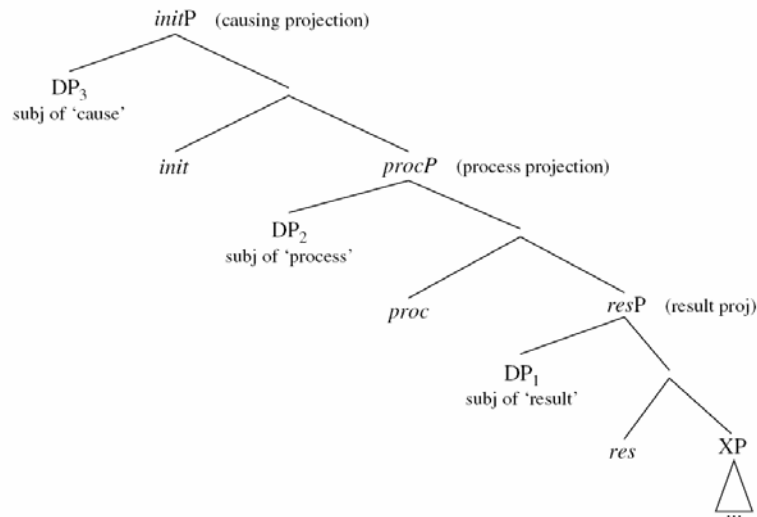 initP (causing projection)
DP3
subj of ‘cause’
init
procP (process projection)
DP2
subj of ‘process’
proc
resP (result proj)
DP1
subj of ‘result’
res
XP